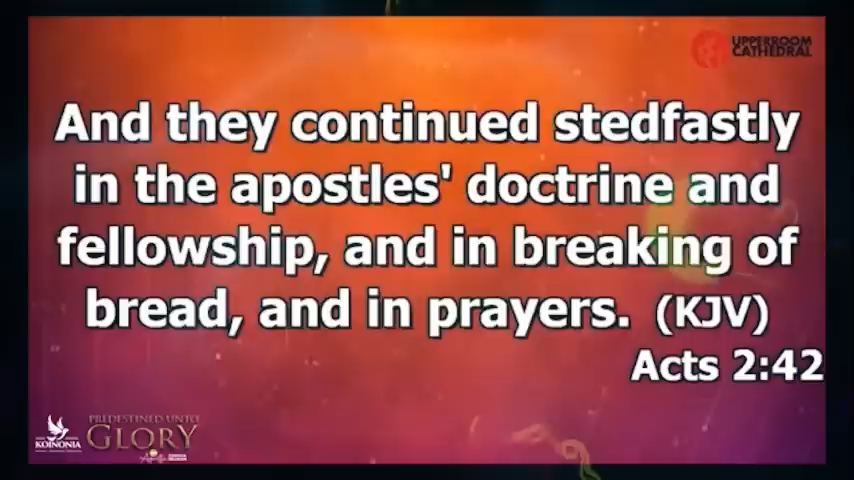 UPPERROOM
CATHEDRAL
And they continued stedfastly
in the apostles' doctrine and
fellowship, and in breaking of
bread, and in prayers. (KJV)
Acts 2:42
KOINONIA
PREDESTINED UNTO
GLORY